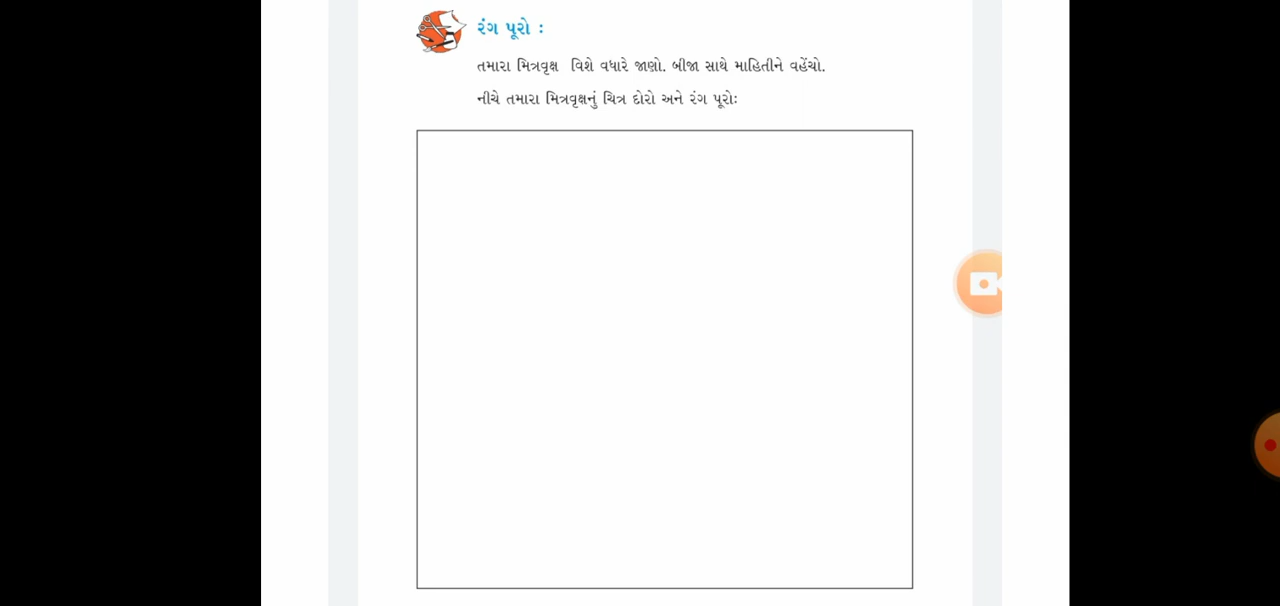 રંગ પૂરો :
તમારા મિત્રવૃક્ષ વિશે વધારે જાણો. બીજા સાથે માહિતીને વહેંચો.
નીચે તમારા મિત્રવૃક્ષનું ચિત્ર દોરો અને રંગ પૂરોઃ